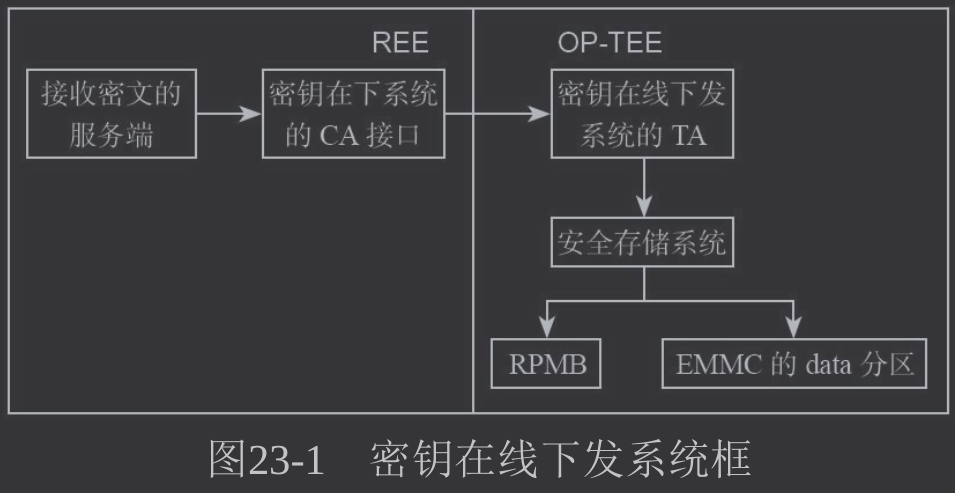 REE
OP-TEE
接收密文的
服务端
密钥在下系统
的 CA 接口
密钥在线下发
系统的 TA
安全存储系统
RPMB
EMMC 的 data 分区
图23-1 密钥在线下发系统框